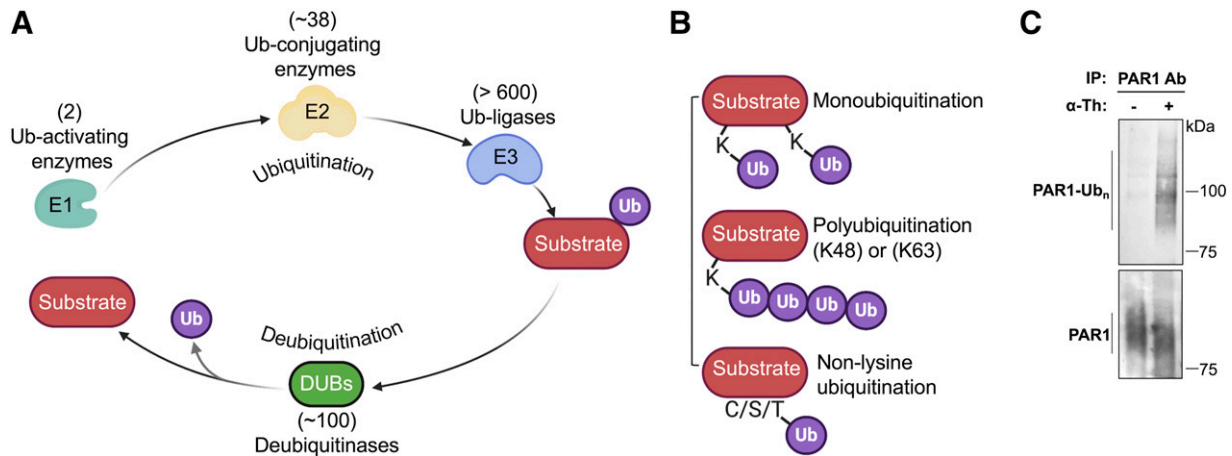 A
(~38)
Ub-conjugating
enzymes
E2
(2)
Ub-activating
enzymes
E1
Ubiquitination
(> 600)
Ub-ligases
E3
Ub
Substrate
Substrate
Ub
Deubiquitination
DUBs
(~100)
Deubiquitinases
B
Substrate
Monoubiquitination
K
K
Ub
Ub
Substrate
Polyubiquitination
(K48) or (K63)
K
Ub Ub Ub Ub
Substrate
Non-lysine
ubiquitination
C/S/T
Ub
C
IP: PAR1 Ab
α-Th: - +
kDa
PAR1-Ubn
100
75
PAR1
75